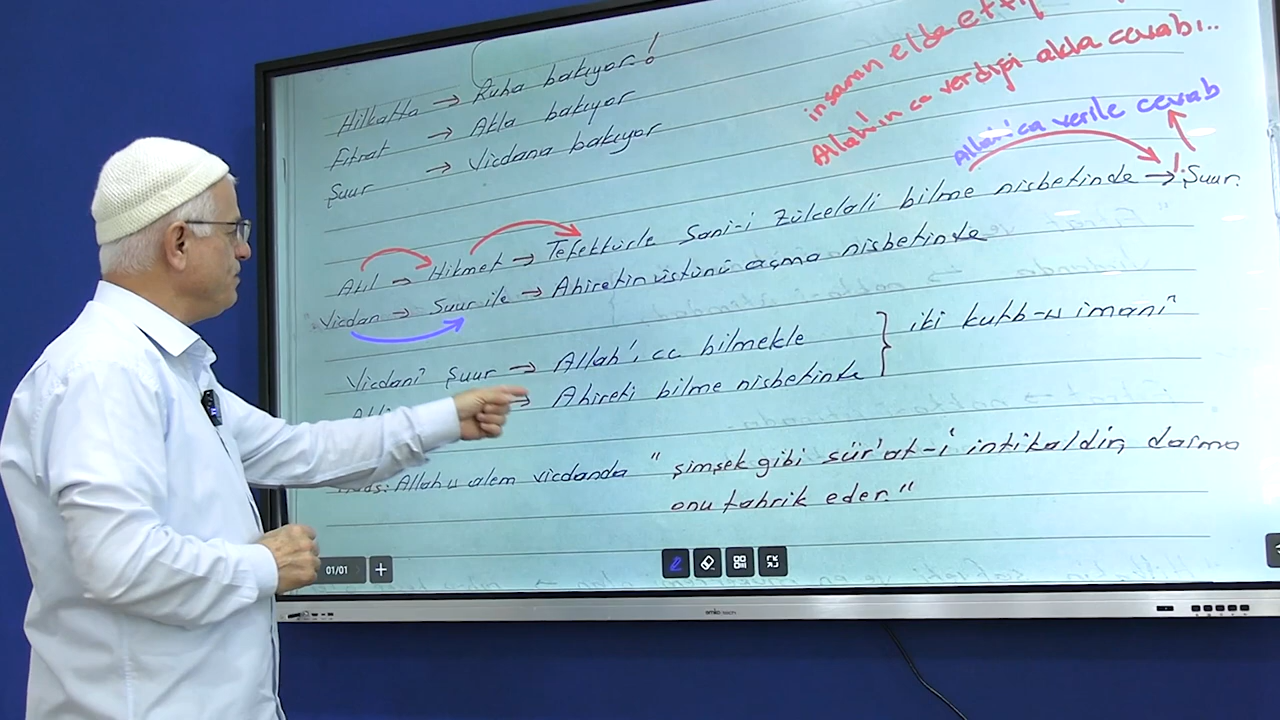 insanın elde ettiği
Allah'ın cc verdiği akla cevabı..
Allah'ca verile cevab
Hilkatta → Ruha bakıyor!
Fıtrat → Akla bakıyor
Şuur → Vicdana bakıyor
Akıl → Hikmet → Tefekkürle Sani-i Zülcelali bilme nisbetinde → Şuur.
"Vicdan → Şuur ile → Ahiretin üstünü açma nisbetinde
Vicdani Şuur → Allah'ı cc bilmekle
→ Ahireti bilme nisbetinde
} iki kutb-u imani"
Allahu alem vicdanda "şimşek gibi sür'at-i intikaldir, daima
onu tahrik eder."
01/01